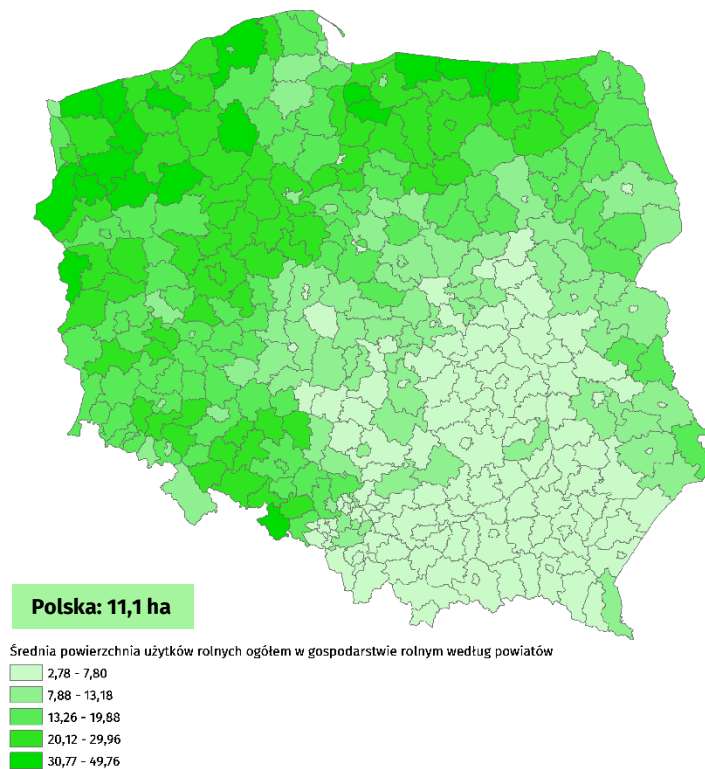 Polska: 11,1 ha
Średnia powierzchnia użytków rolnych ogółem w gospodarstwie rolnym według powiatów
2,78 - 7,80
7,88 - 13,18
13,26 - 19,88
20,12 - 29,96
30,77 - 49,76